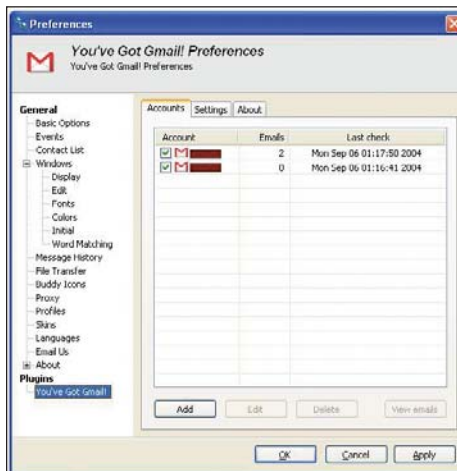 Preferences
You've Got Gmail! Preferences
You've Got Gmail! Preferences
General
Basic Options
Events
Contact List
Windows
Display
Edit
Fonts
Colors
Initial
Word Matching
Message History
File Transfer
Buddy Icons
Proxy
Profiles
Skins
Languages
Email Us
About
Plugins
You've Got Gmail!
Accounts Settings About
Account Emails Last check
2 Mon Sep 06 01:17:50 2004
0 Mon Sep 06 01:16:41 2004
Add Edit Delete View emails
OK Cancel Apply